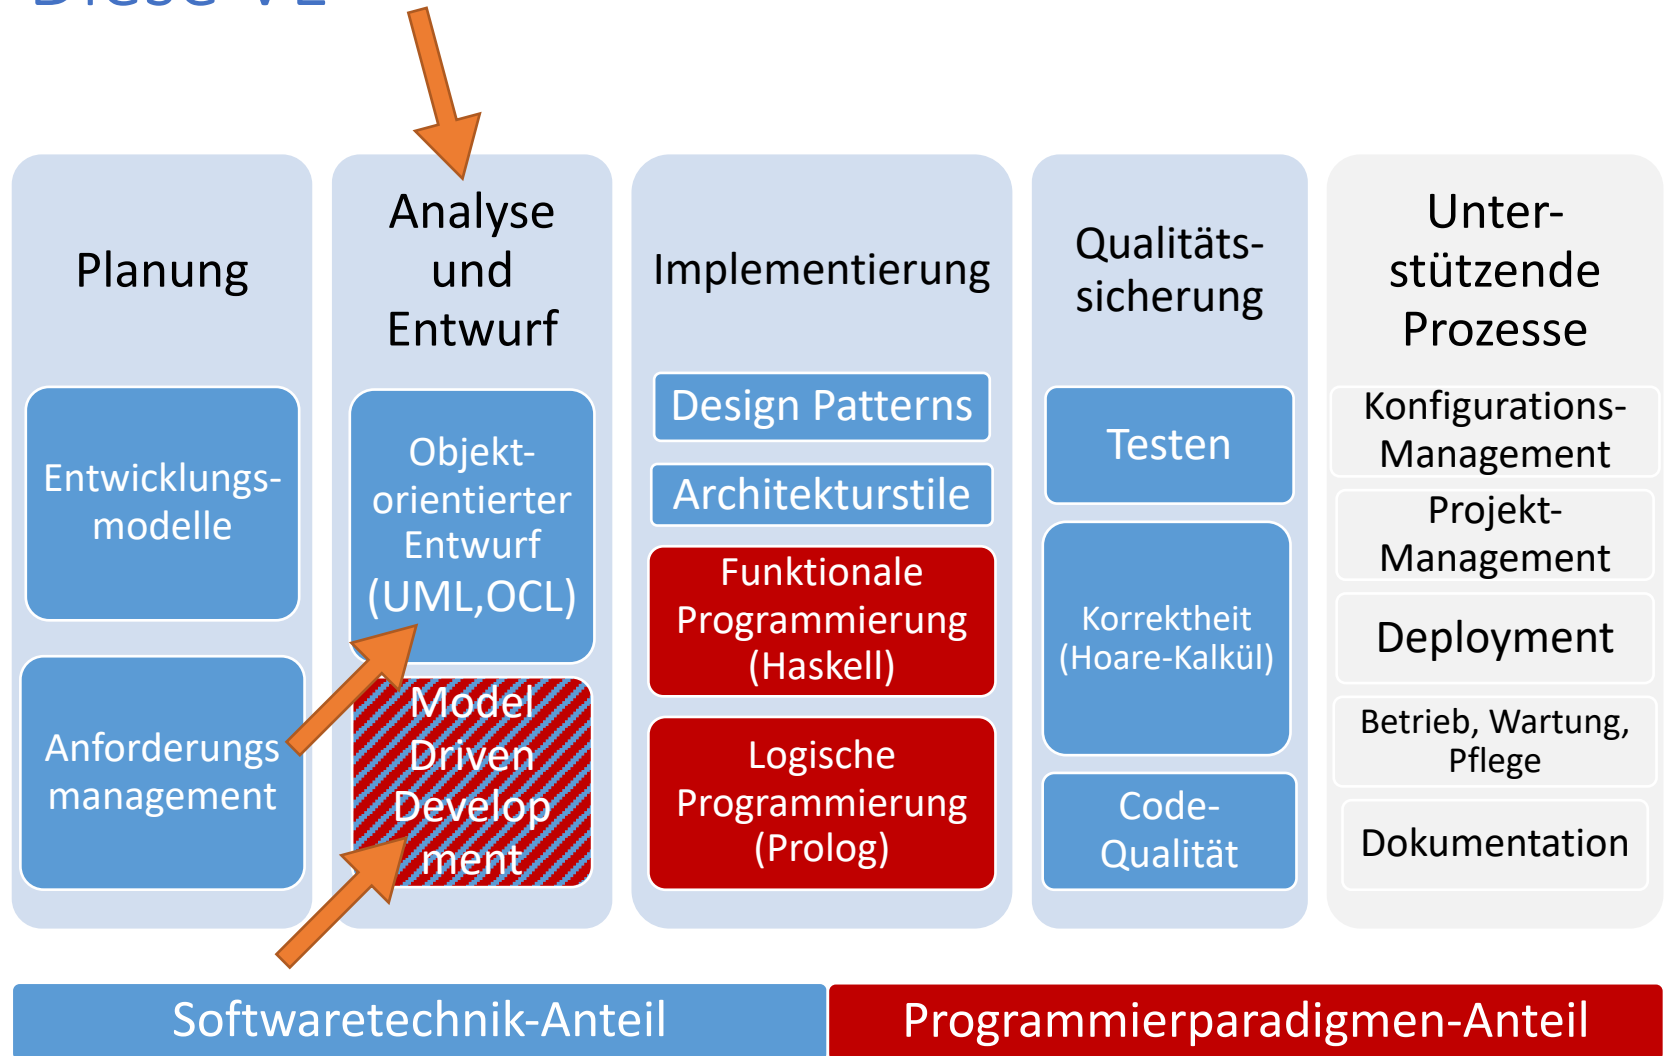 Diese VL
Planung
Entwicklungs-
modelle
Anforderungs
management
Analyse
und
Entwurf
Objekt-
orientierter
Entwurf
(UML,OCL)
Model
Driven
Develop
ment
Implementierung
Design Patterns
Architekturstile
Funktionale
Programmierung
(Haskell)
Logische
Programmierung
(Prolog)
Qualitäts-
sicherung
Testen
Korrektheit
(Hoare-Kalkül)
Code-
Qualität
Unter-
stützende
Prozesse
Konfigurations-
Management
Projekt-
Management
Deployment
Betrieb, Wartung,
Pflege
Dokumentation
Softwaretechnik-Anteil
Programmierparadigmen-Anteil